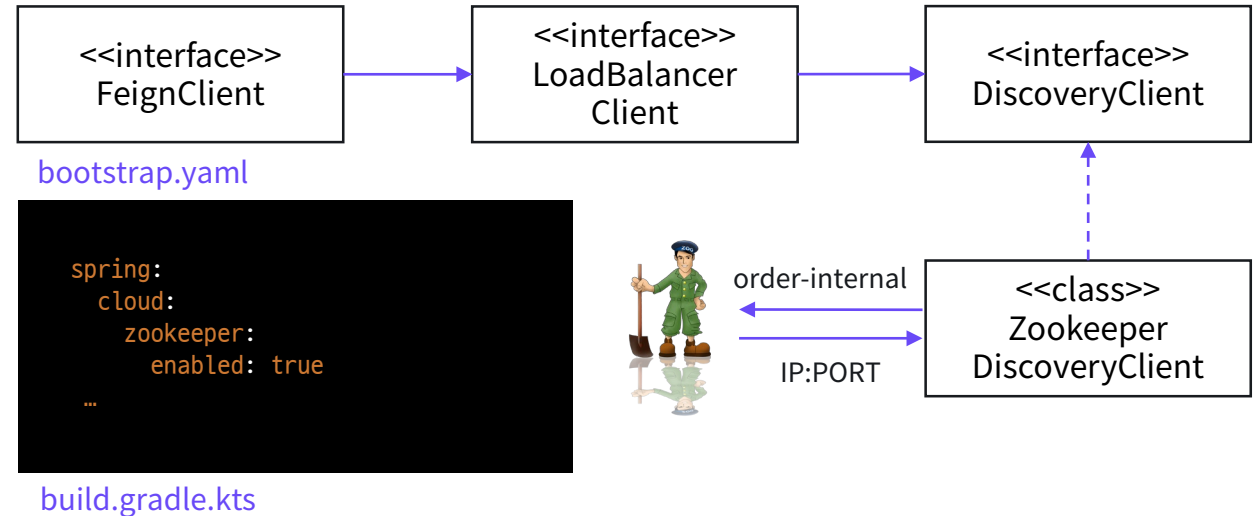 <<interface>>
FeignClient
<<interface>>
LoadBalancer
Client
<<interface>>
DiscoveryClient
bootstrap.yaml
spring:
cloud:
zookeeper:
enabled: true
…
ZOO
order-internal
IP:PORT
<<class>>
Zookeeper
DiscoveryClient
build.gradle.kts